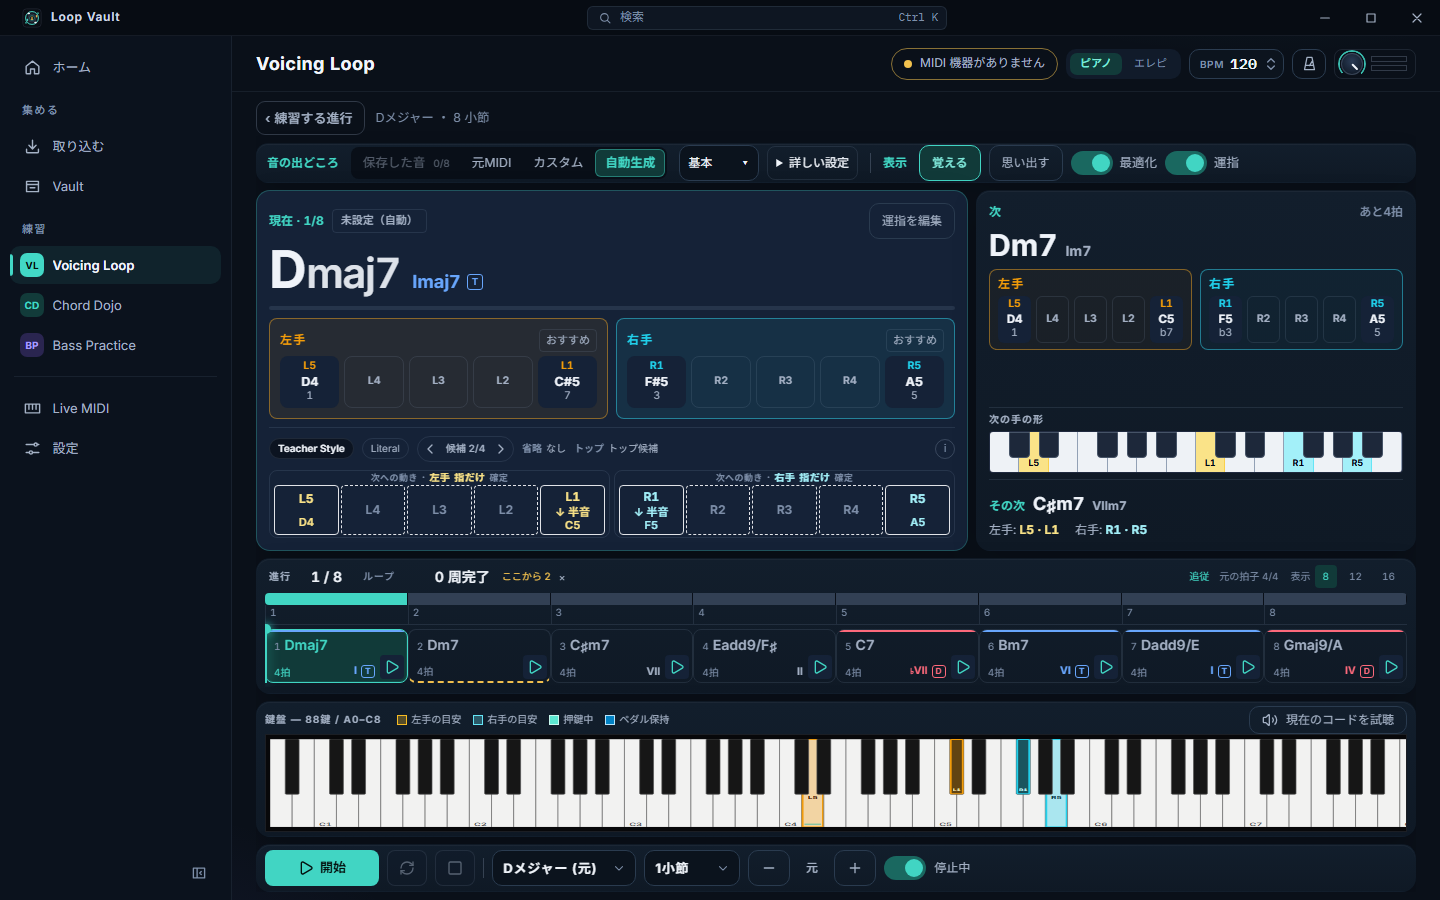 Loop Vault
検索 Ctrl K
ホーム
集める
取り込む
Vault
練習
VL Voicing Loop
CD Chord Dojo
BP Bass Practice
Live MIDI
設定
Voicing Loop
MIDI 機器がありません
ピアノ エレピ
BPM 120
‹ 練習する進行 Dメジャー ・ 8 小節
音の出どころ 保存した音 0/8 元MIDI カスタム 自動生成 基本 詳しい設定 表示 覚える 思い出す 最適化 運指
現在 · 1/8 未設定（自動） 運指を編集
Dmaj7 Imaj7 T
左手 おすすめ
L5 L1
D4 L4 L3 L2 C#5
1 7
右手 おすすめ
R1 R5
F#5 R2 R3 R4 A5
3 5
Teacher Style Literal 候補 2/4 省略 なし トップ トップ候補 i
次への動き · 左手 指だけ 確定
L5 L1
L4 L3 L2 ↓ 半音
D4 C5
次への動き · 右手 指だけ 確定
R1 R5
R2 R3 R4 ↓ 半音
F5 A5
次 あと4拍
Dm7 Im7
左手
L5 L1
D4 L4 L3 L2 C5
1 b7
右手
R1 R5
F5 R2 R3 R4 A5
b3 5
次の手の形
L5 L1 R1 R5
その次 C♯m7 VIIm7
左手: L5 · L1 右手: R1 · R5
進行 1 / 8 ループ 0 周完了 ここから 2 × 追従 元の拍子 4/4 表示 8 12 16
1 2 3 4 5 6 7 8
1 Dmaj7 4拍 I T
2 Dm7 4拍
3 C♯m7 4拍 VII
4 Eadd9/F♯ 4拍 II
5 C7 4拍 ♭VII D
6 Bm7 4拍 VI T
7 Dadd9/E 4拍 I T
8 Gmaj9/A 4拍 IV D
鍵盤 — 88鍵 / A0–C8 左手の目安 右手の目安 押鍵中 ペダル保持 現在のコードを試聴
L5 L1 R1 R5
C1 C2 C3 C4 C5 C6 C7
開始 Dメジャー (元) 1小節 − 元 + 停止中